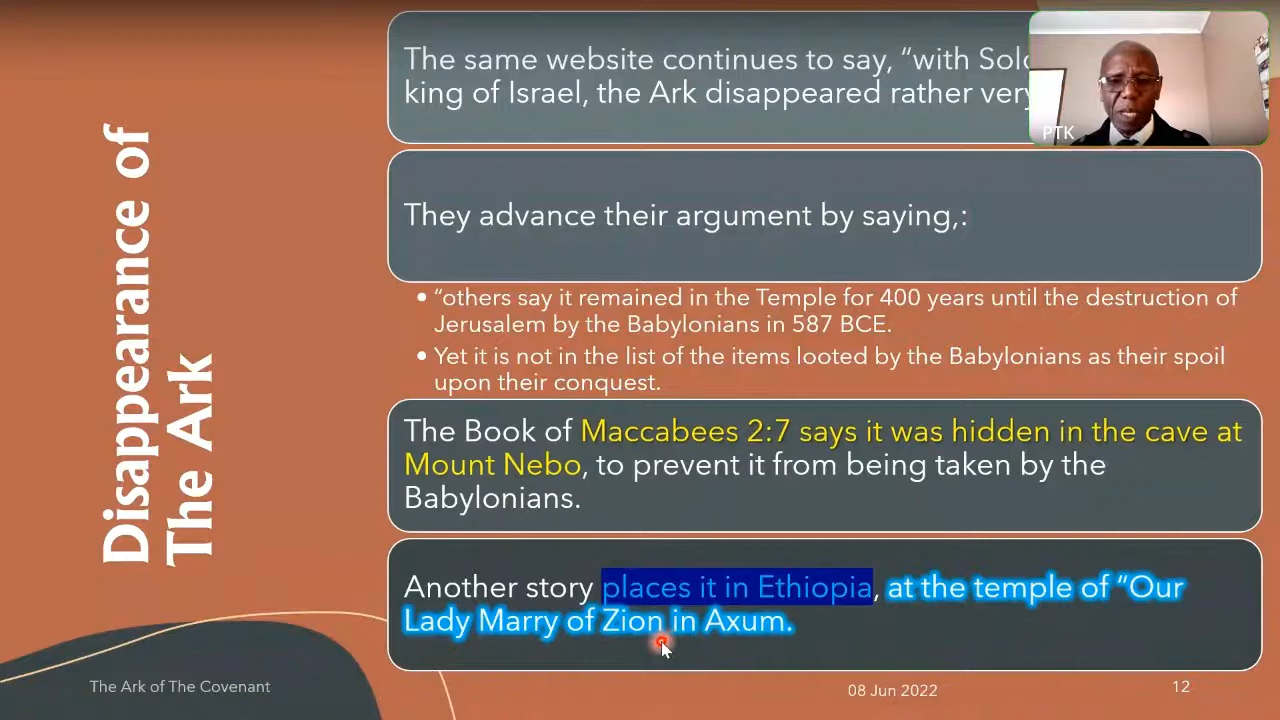 Disappearance of
The Ark
The same website continues to say, “with
king of Israel, the Ark disappeared rather very
PTK
They advance their argument by saying,:
• “others say it remained in the Temple for 400 years until the destruction of
Jerusalem by the Babylonians in 587 BCE.
• Yet it is not in the list of the items looted by the Babylonians as their spoil
upon their conquest.
The Book of Maccabees 2:7 says it was hidden in the cave at
Mount Nebo, to prevent it from being taken by the
Babylonians.
Another story places it in Ethiopia, at the temple of “Our
Lady Marry of Zion in Axum.
The Ark of The Covenant
08 Jun 2022
12